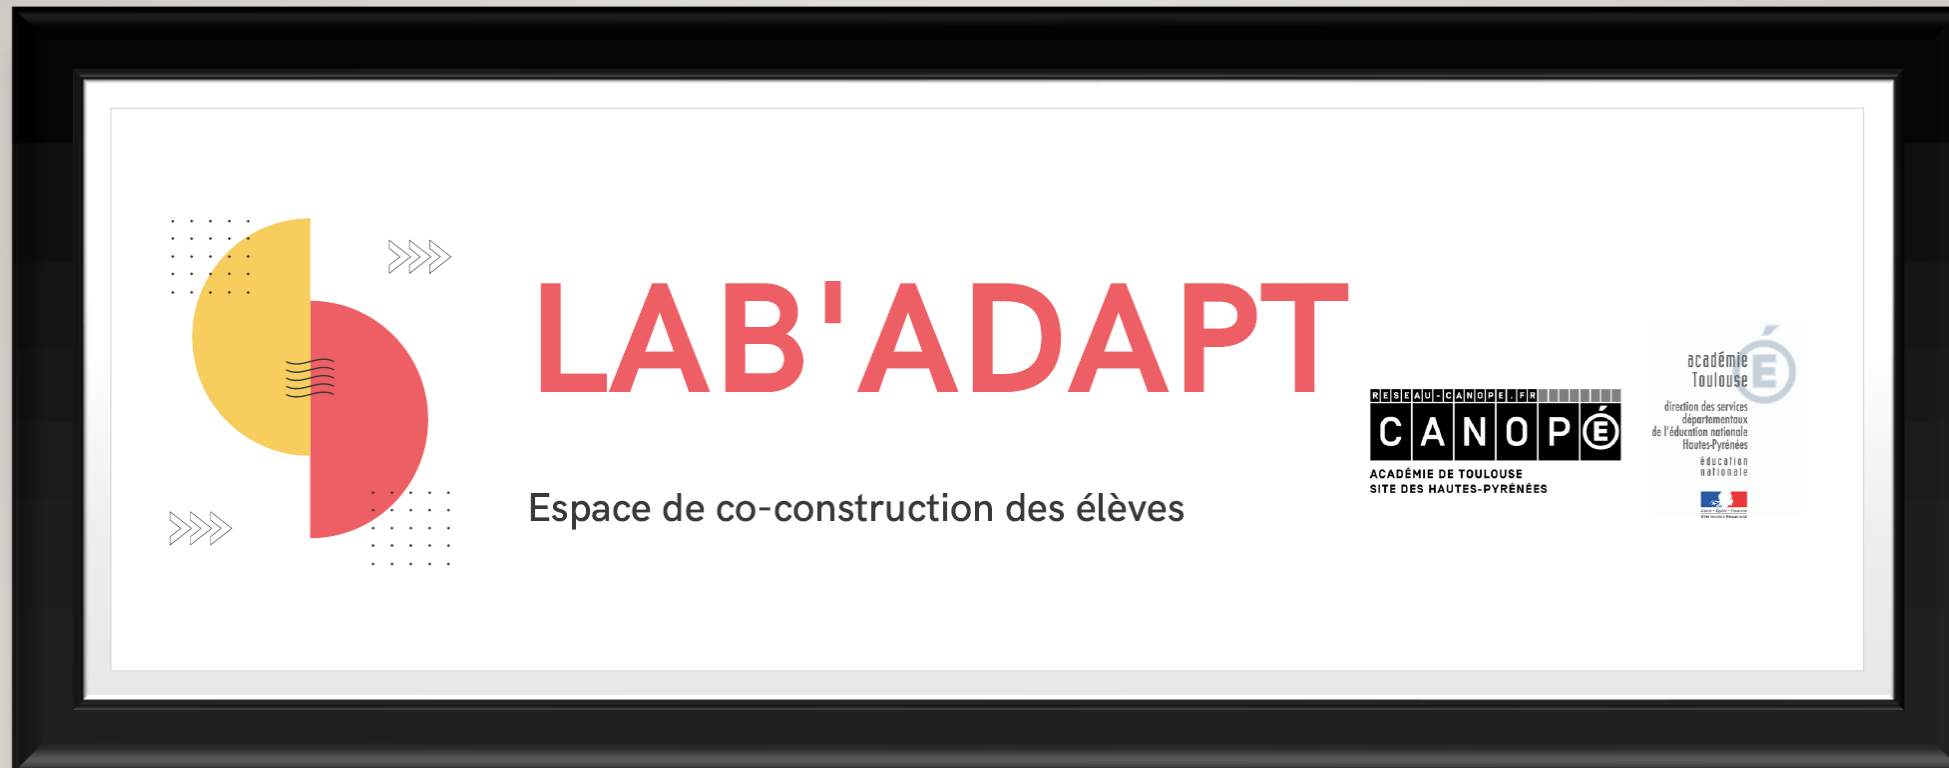 LAB'ADAPT
Espace de co-construction des élèves
RESEAU-CANOPE.FR
CANOPÉ
ACADÉMIE DE TOULOUSE
SITE DES HAUTES-PYRÉNÉES
académie
Toulouse
É
direction des services
départementaux
de l'éducation nationale
Hautes-Pyrénées
éducation
nationale